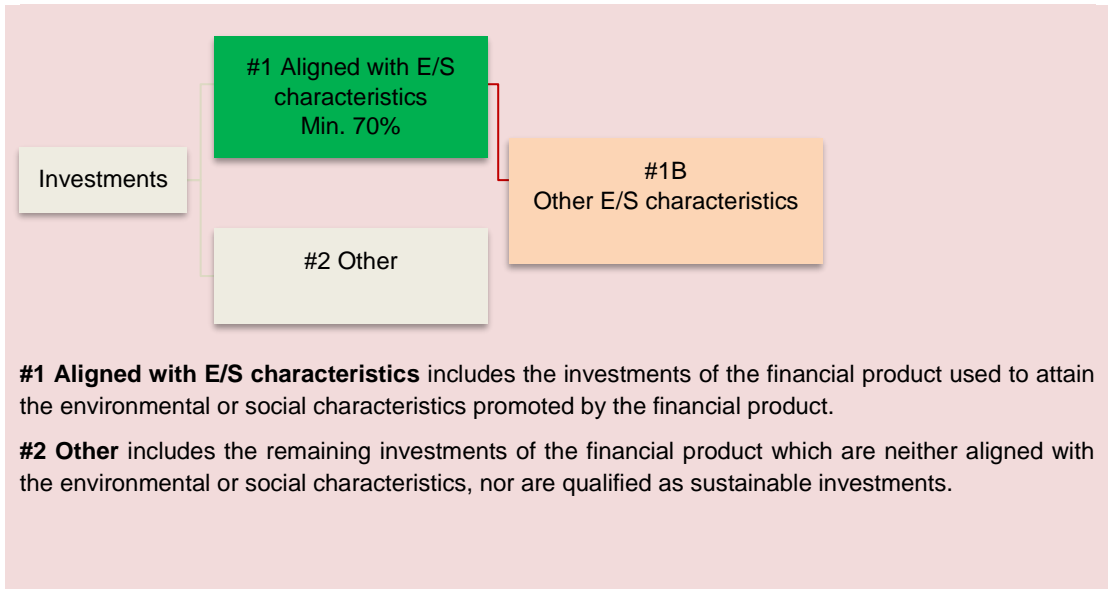 #1 Aligned with E/S
characteristics
Min. 70%
Investments
#1B
Other E/S characteristics
#2 Other
#1 Aligned with E/S characteristics includes the investments of the financial product used to attain
the environmental or social characteristics promoted by the financial product.
#2 Other includes the remaining investments of the financial product which are neither aligned with
the environmental or social characteristics, nor are qualified as sustainable investments.